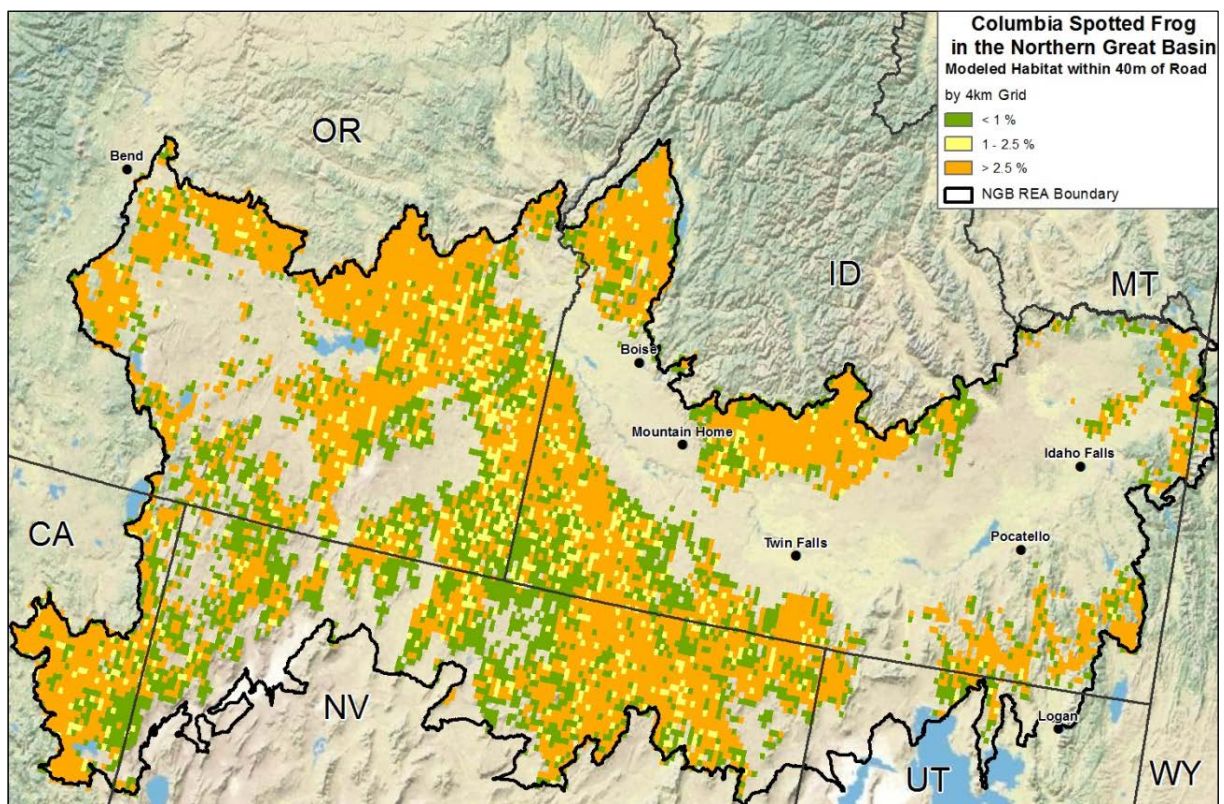 Columbia Spotted Frog
in the Northern Great Basin
Modeled Habitat within 40m of Road
by 4km Grid
< 1 %
1 - 2.5 %
> 2.5 %
NGB REA Boundary
OR
Bend
ID
MT
Boise
Mountain Home
Idaho Falls
CA
Twin Falls
Pocatello
NV
Logan
UT
WY